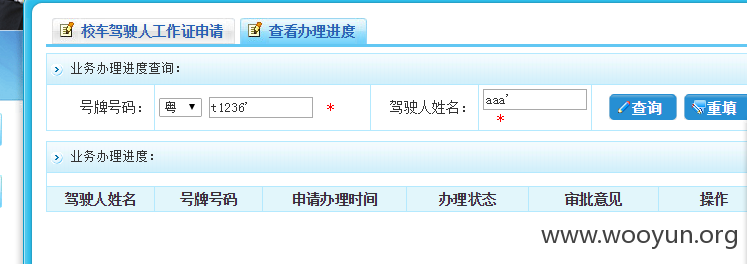 校车驾驶人工作证申请 查看办理进度
业务办理进度查询：
号牌号码： 粤 t1236' * 驾驶人姓名： aaa' * 查询 重填
业务办理进度：
驾驶人姓名 号牌号码 申请办理时间 办理状态 审批意见 操作
www.wooyun.org